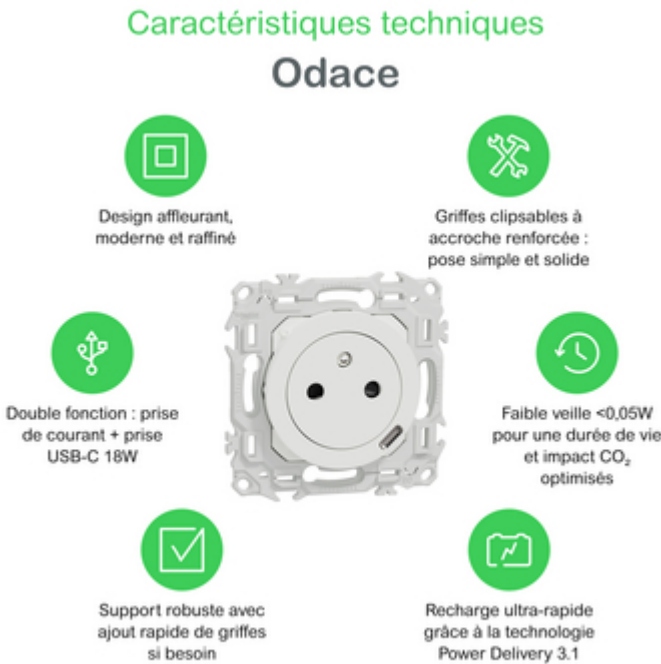 Caractéristiques techniques
Odace
Design affleurant,
moderne et raffiné
Griffes clipsables à
accroche renforcée :
pose simple et solide
Double fonction : prise
de courant + prise
USB-C 18W
Faible veille <0,05W
pour une durée de vie
et impact CO₂
optimisés
Support robuste avec
ajout rapide de griffes
si besoin
Recharge ultra-rapide
grâce à la technologie
Power Delivery 3.1